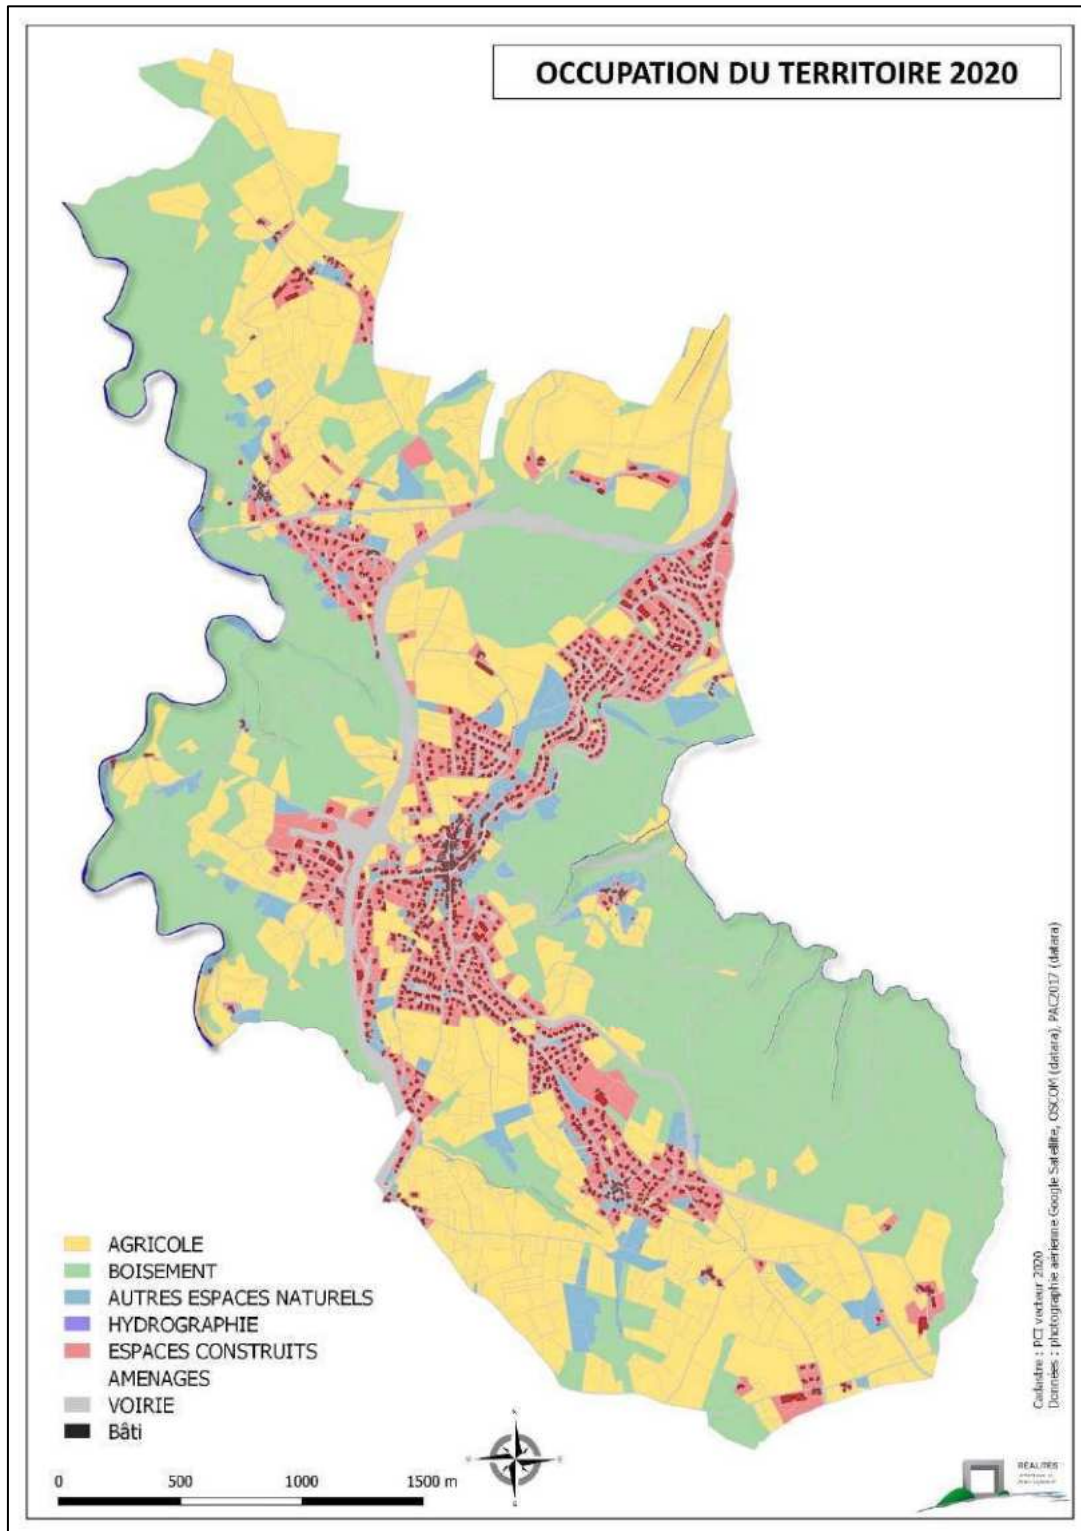 OCCUPATION DU TERRITOIRE 2020
AGRICOLE
BOISEMENT
AUTRES ESPACES NATURELS
HYDROGRAPHIE
ESPACES CONSTRUITS
AMENAGES
VOIRIE
Bâti
0 500 1000 1500 m
Cadastre : PCI vecteur 2020
Données : photographie aérienne Google Satellite, OSCOM (datara), PAC2017 (datara)
RÉALITÉS